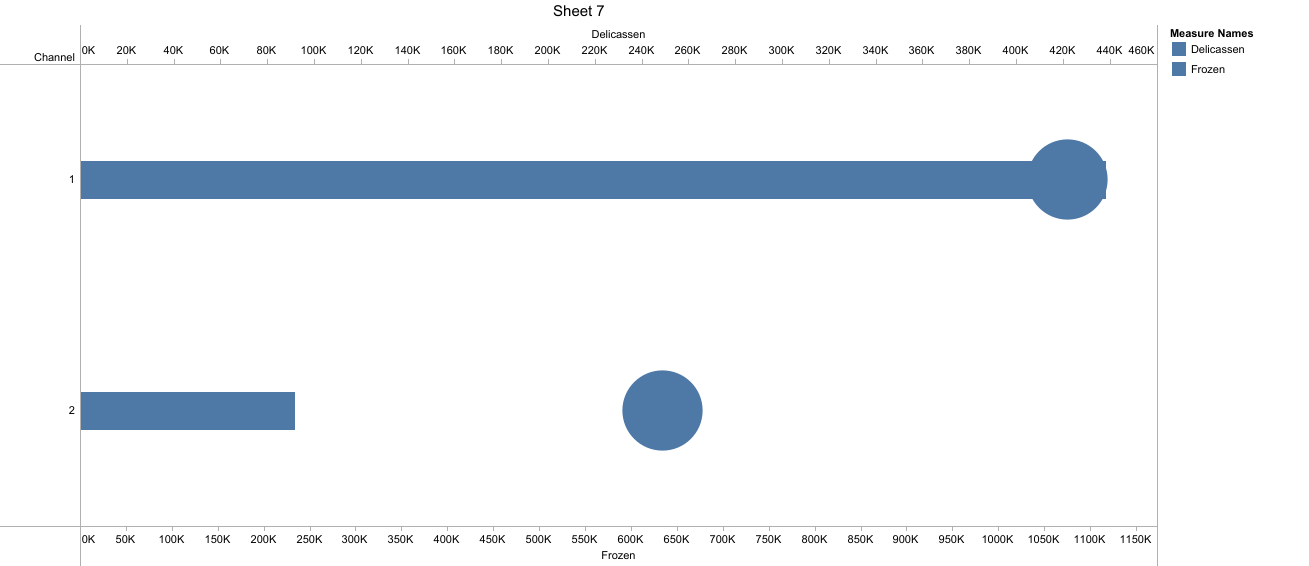 Sheet 7
Delicassen
0K 20K 40K 60K 80K 100K 120K 140K 160K 180K 200K 220K 240K 260K 280K 300K 320K 340K 360K 380K 400K 420K 440K 460K
Channel
1
2
0K 50K 100K 150K 200K 250K 300K 350K 400K 450K 500K 550K 600K 650K 700K 750K 800K 850K 900K 950K 1000K 1050K 1100K 1150K
Frozen
Measure Names
Delicassen
Frozen